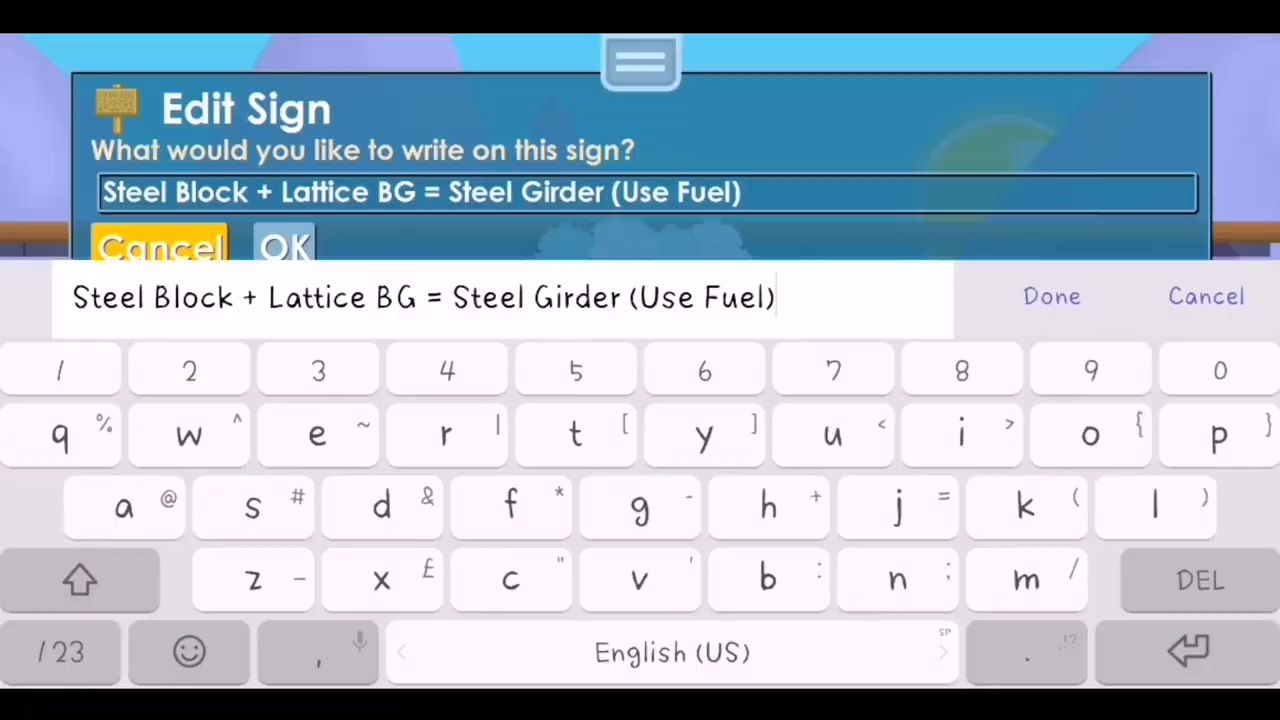 Edit Sign
What would you like to write on this sign?
Steel Block + Lattice BG = Steel Girder (Use Fuel)
Cancel OK
Steel Block + Lattice BG = Steel Girder (Use Fuel) Done Cancel
1 2 3 4 5 6 7 8 9 0
q % w ^ e ~ r | t [ y ] u < i > o { p }
a @ s # d & f * g - h + j = k ( l )
z – x £ c " v ' b : n ; m / DEL
123 , < English (US) SP > . .!?